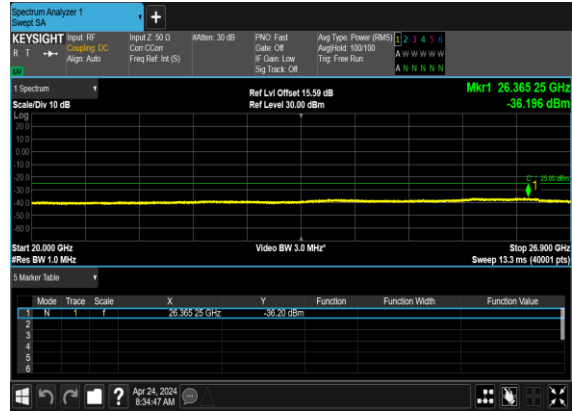 Spectrum Analyzer 1
Swept SA
+
KEYSIGHT Input: RF Input Z: 50 Ω #Atten: 30 dB PNO: Fast Avg Type: Power (RMS) 1 2 3 4 5 6
R T Coupling: DC Corr CCorr Gate: Off Avg|Hold: 100/100 A W W W W W
Align: Auto Freq Ref: Int (S) IF Gain: Low Trig: Free Run
Sig Track: Off A N N N N N
1 Spectrum Ref Lvl Offset 15.59 dB Mkr1 26.365 25 GHz
Scale/Div 10 dB Ref Level 30.00 dBm -36.196 dBm
Log
20.0
10.0
0.00
-10.0
-20.0
-30.0
-40.0
-50.0
-60.0
1
Start 20.000 GHz Video BW 3.0 MHz* Stop 26.900 GHz
#Res BW 1.0 MHz Sweep 13.3 ms (40001 pts)
5 Marker Table
Mode Trace Scale X Y Function Function Width Function Value
1 N 1 f 26.365 25 GHz -36.20 dBm
2
3
4
5
6
? Apr 24, 2024
8:34:47 AM